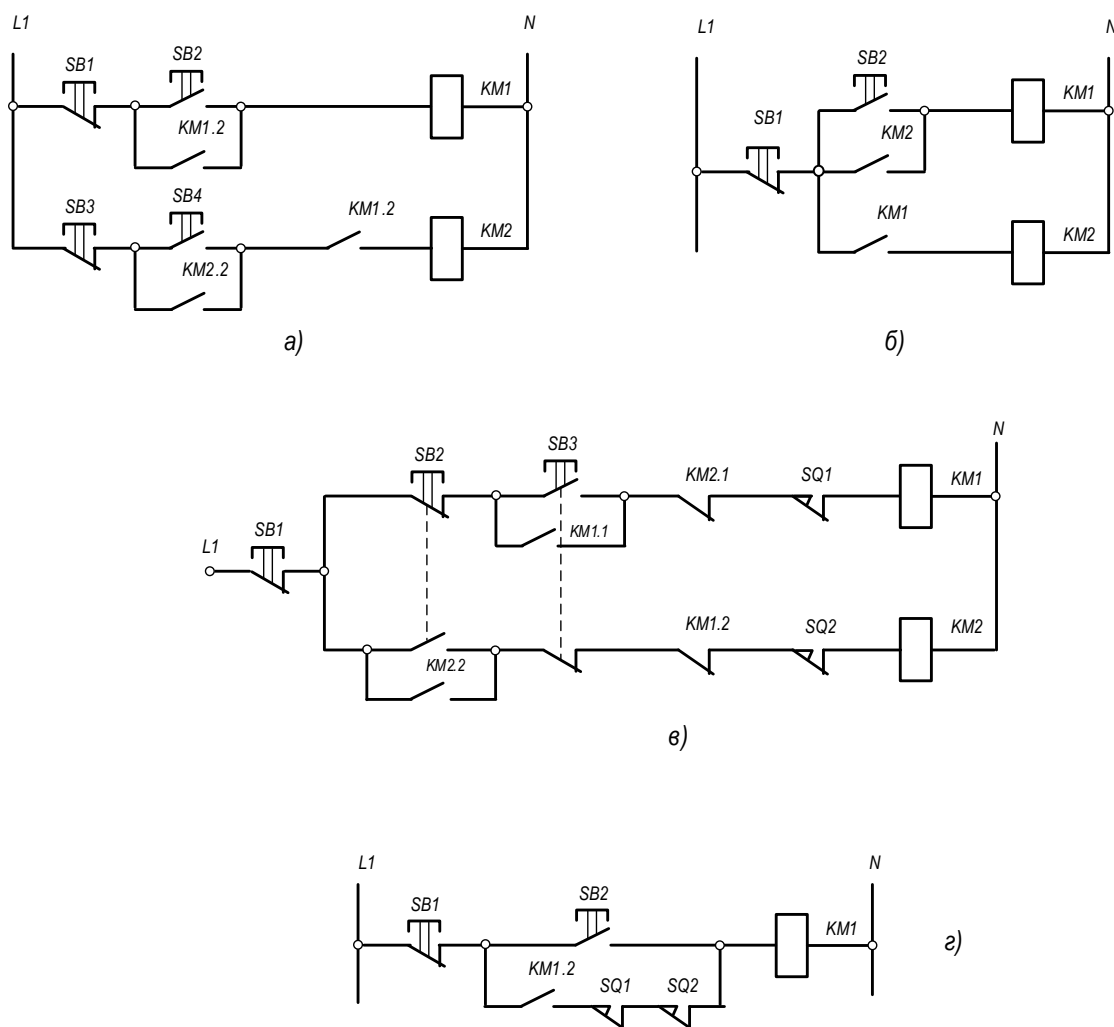 L1 N
SB1 SB2 KM1
KM1.2
SB3 SB4 KM1.2 KM2
KM2.2
а)
L1 N
SB2 KM1
SB1 KM2
KM1 KM2
б)
N
SB2 SB3 KM2.1 SQ1 KM1
L1 SB1 KM1.1
KM1.2 SQ2 KM2
KM2.2
в)
L1 N
SB1 SB2 KM1
KM1.2 SQ1 SQ2
г)